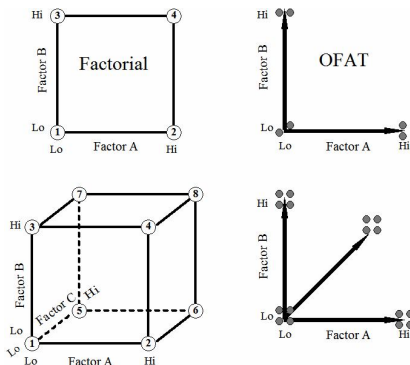 Hi
3
4
Factor B
Factorial
Lo
1
2
Lo
Factor A
Hi
Hi
Factor B
OFAT
Lo
Lo
Factor A
Hi
7
8
Hi
3
4
Factor B
Factor C
Hi
5
6
Lo
1
2
Lo
Factor A
Hi
Hi
Factor B
Lo
Lo
Factor A
Hi